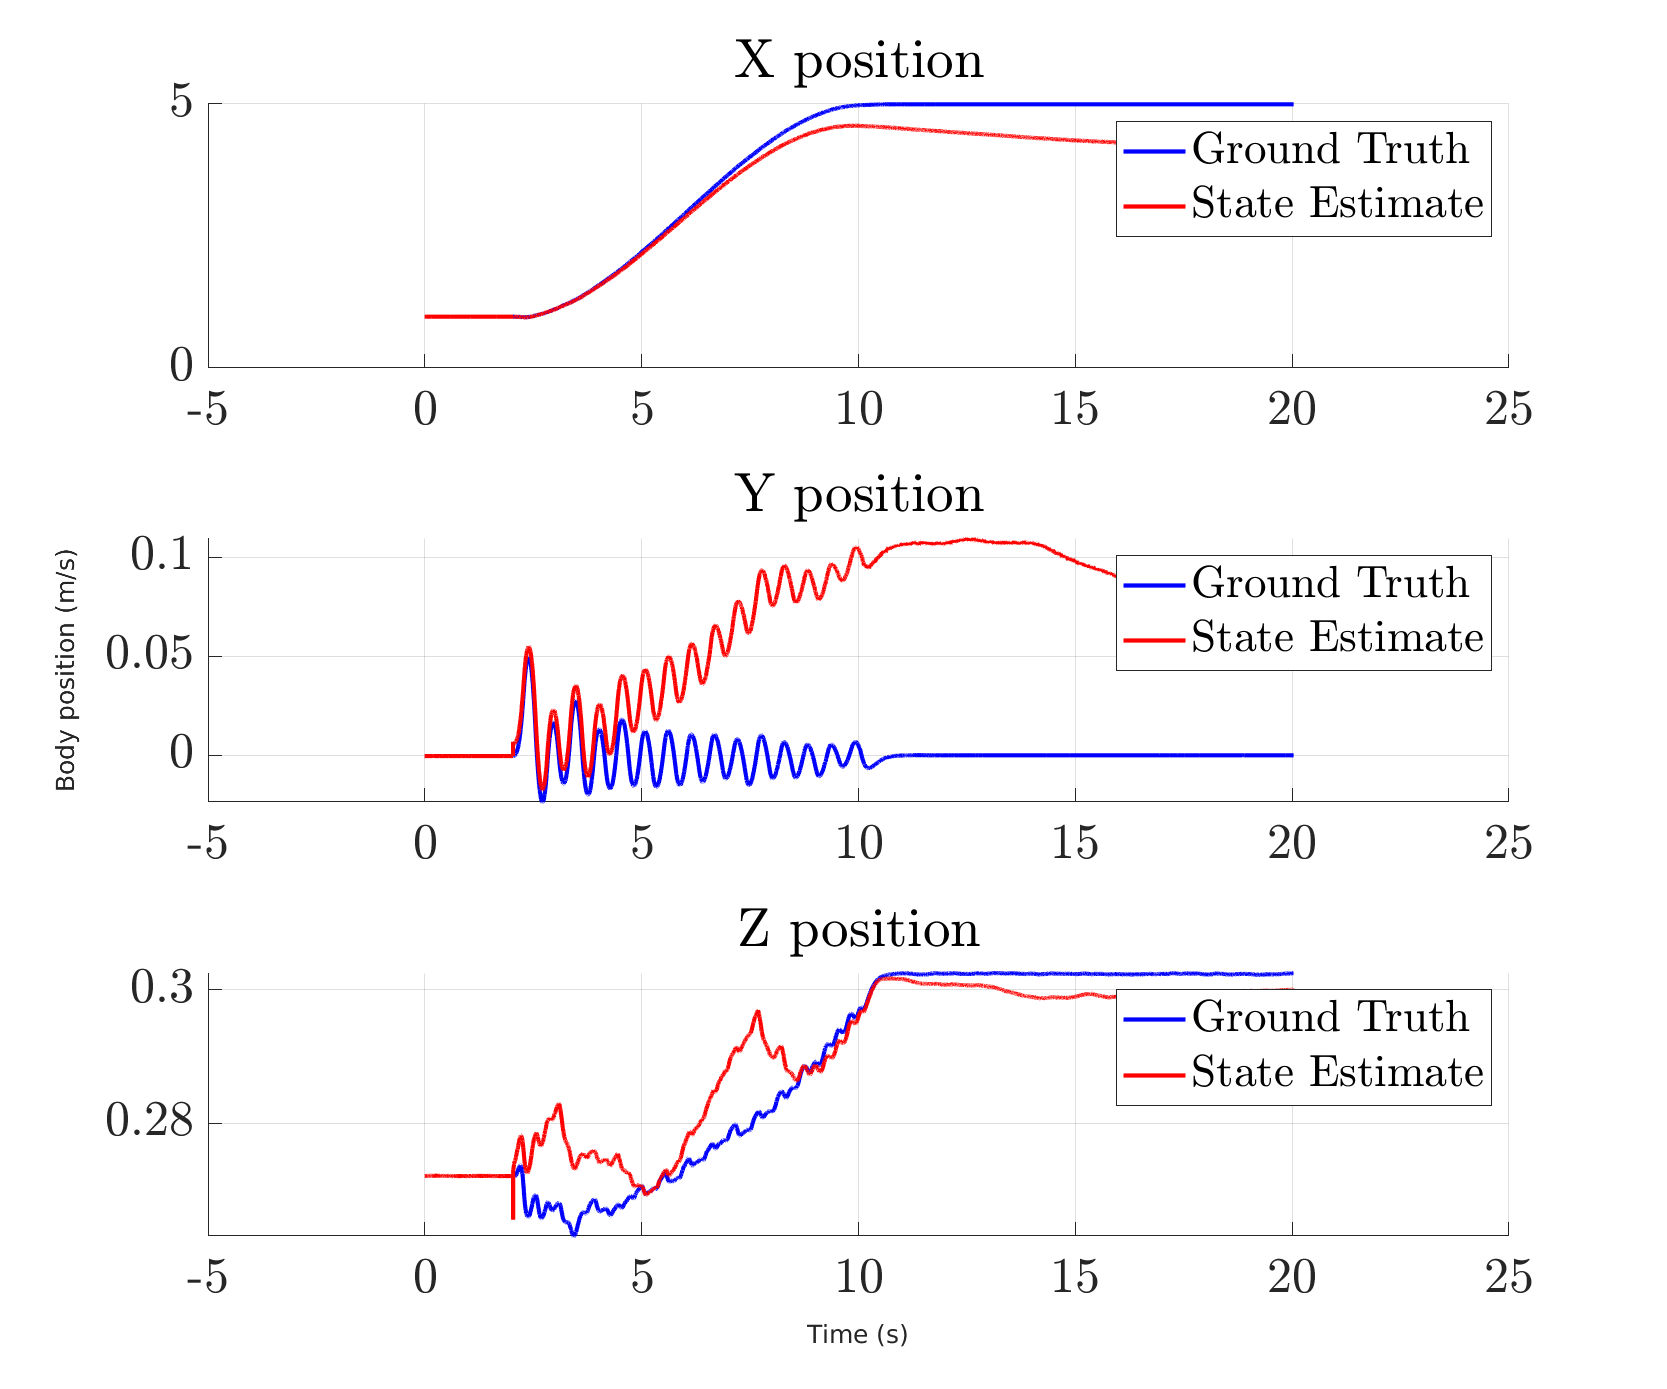 X position
5
0
-5 0 5 10 15 20 25
Ground Truth
State Estimate
Y position
Body position (m/s)
0.1
0.05
0
-5 0 5 10 15 20 25
Ground Truth
State Estimate
Z position
0.3
0.28
-5 0 5 10 15 20 25
Ground Truth
State Estimate
Time (s)